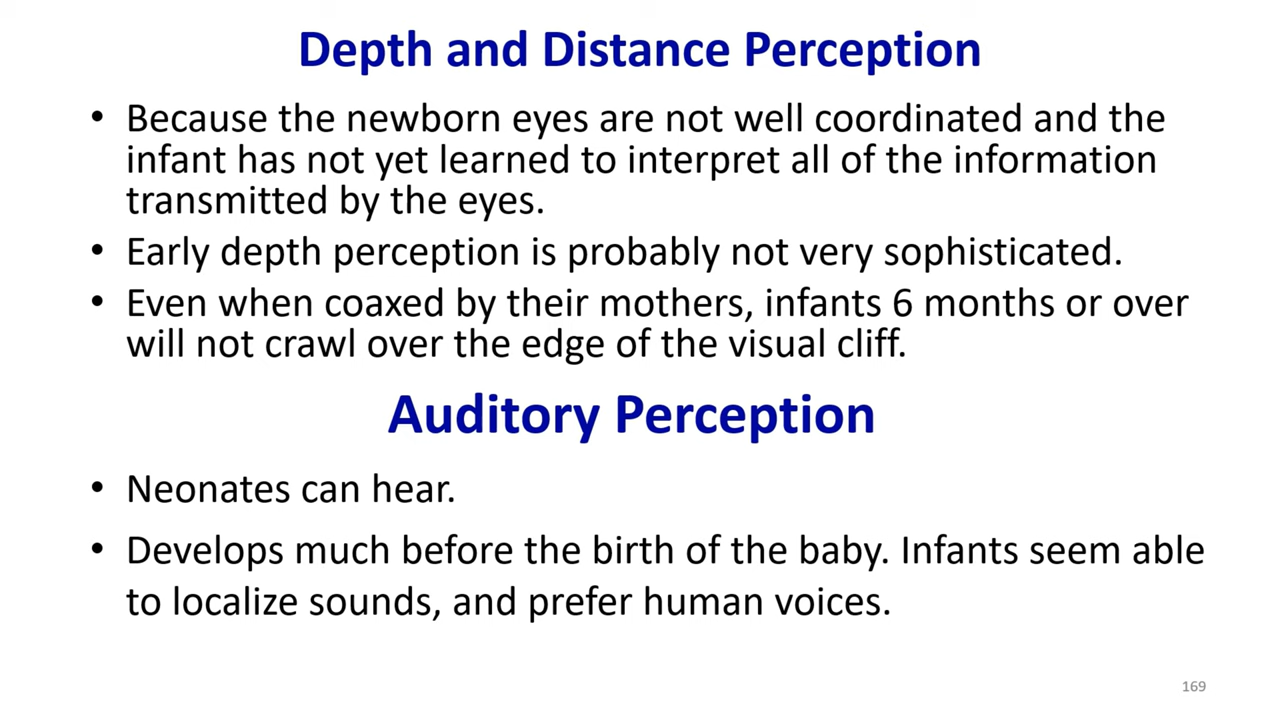 Depth and Distance Perception
• Because the newborn eyes are not well coordinated and the
infant has not yet learned to interpret all of the information
transmitted by the eyes.
• Early depth perception is probably not very sophisticated.
• Even when coaxed by their mothers, infants 6 months or over
will not crawl over the edge of the visual cliff.
Auditory Perception
• Neonates can hear.
• Develops much before the birth of the baby. Infants seem able
to localize sounds, and prefer human voices.
169